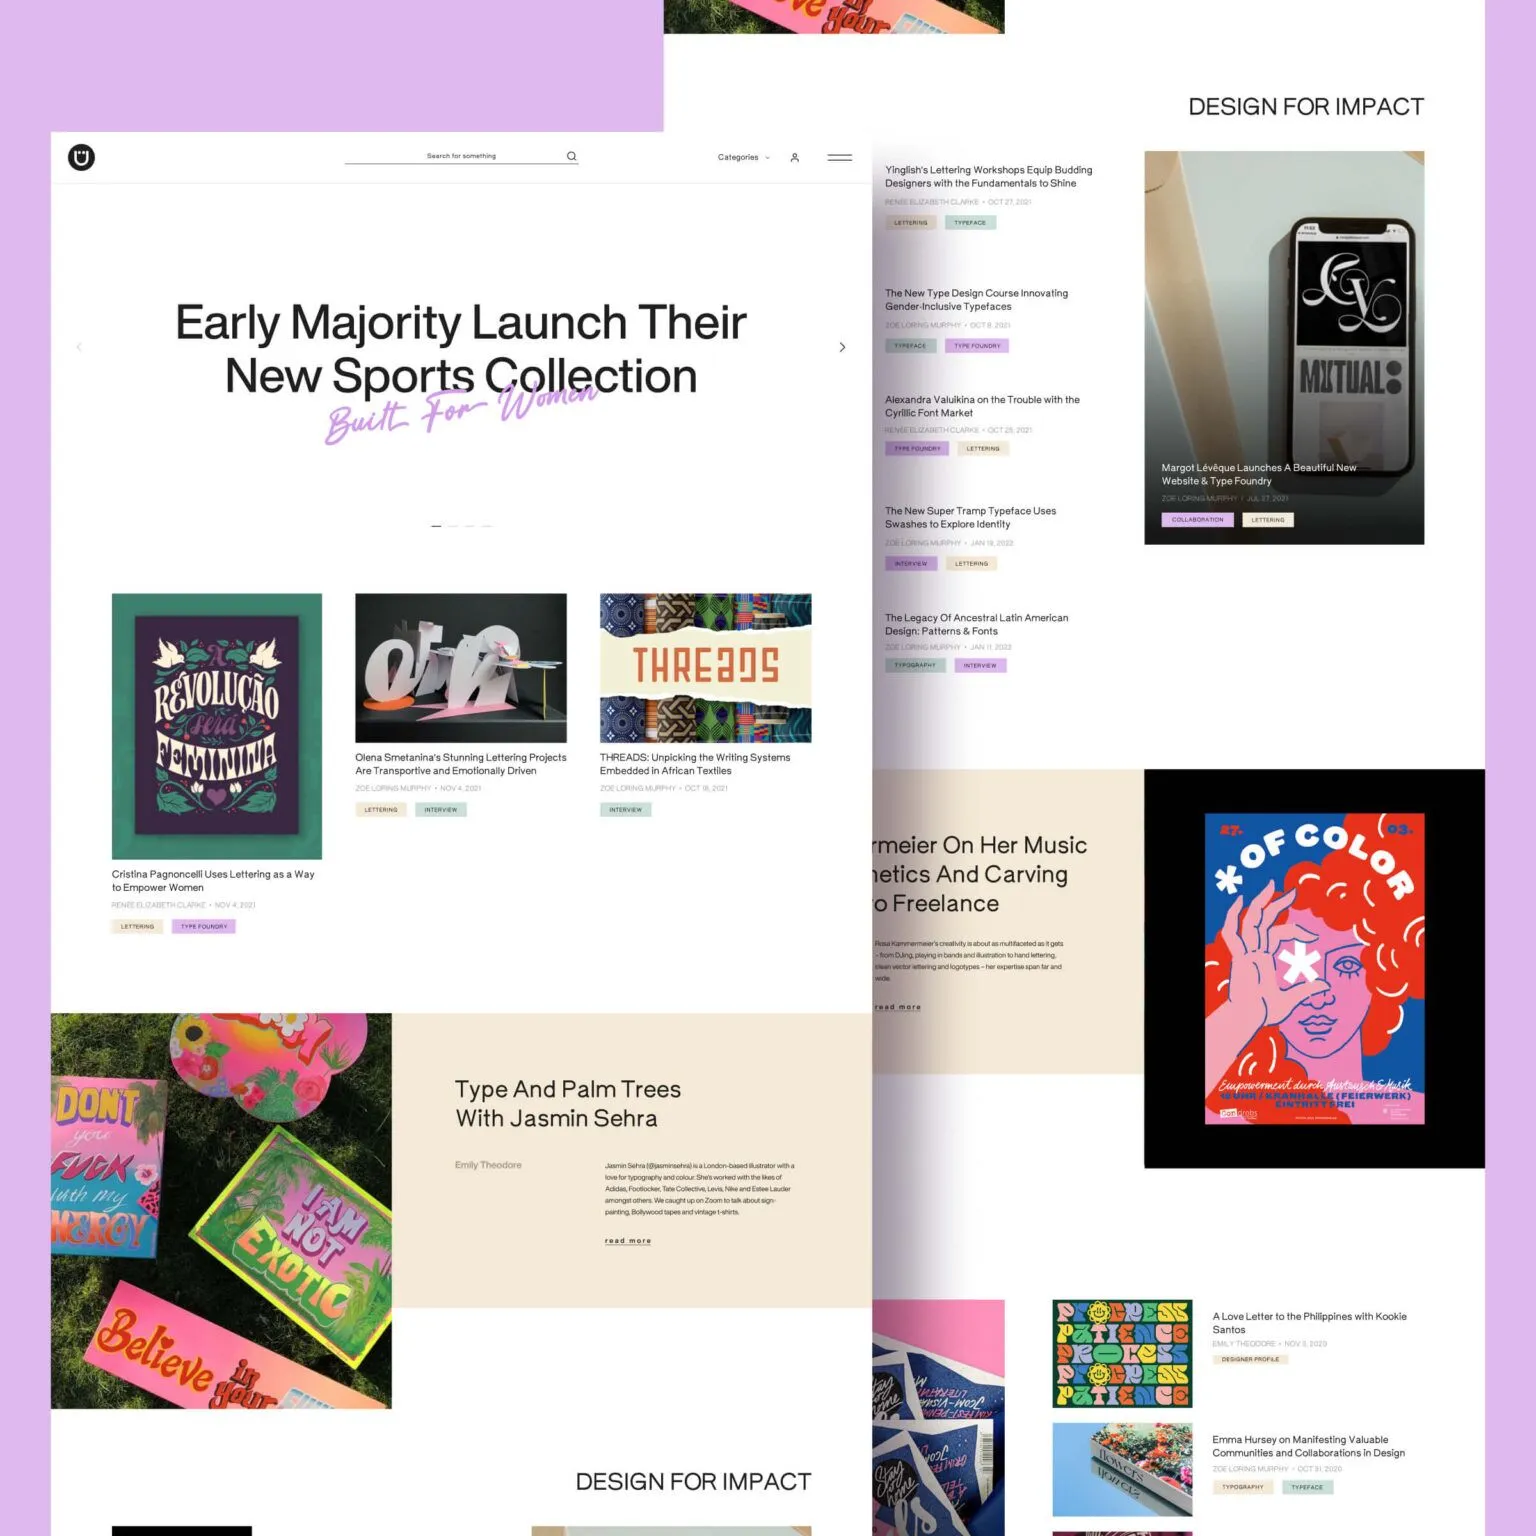 Search for something
Categories
Early Majority Launch Their
New Sports Collection
Built For Women
A
REVOLUÇÃO
será
FEMININA
Cristina Pagnoncelli Uses Lettering as a Way
to Empower Women
RENÉE ELIZABETH CLARKE • NOV 4, 2021
LETTERING
TYPE FOUNDRY
Olena Smetanina's Stunning Lettering Projects
Are Transportive and Emotionally Driven
ZOE LORING MURPHY • NOV 4, 2021
LETTERING
INTERVIEW
THREADS
THREADS: Unpicking the Writing Systems
Embedded in African Textiles
ZOE LORING MURPHY • OCT 18, 2021
INTERVIEW
DON'T
you
FUCK
with my
ENERGY
I AM
NOT
EXOTIC
Believe
in
your
Type And Palm Trees
With Jasmin Sehra
Emily Theodore
Jasmin Sehra (@jasminsehra) is a London-based illustrator with a
love for typography and colour. She's worked with the likes of
Adidas, Footlocker, Tate Collective, Levis, Nike and Estee Lauder
amongst others. We caught up on Zoom to talk about sign-
painting, Bollywood tapes and vintage t-shirts.
read more
DESIGN FOR IMPACT
in
your
DESIGN FOR IMPACT
Yinglish's Lettering Workshops Equip Budding
Designers with the Fundamentals to Shine
RENÉE ELIZABETH CLARKE • OCT 27, 2021
LETTERING
TYPEFACE
The New Type Design Course Innovating
Gender-Inclusive Typefaces
ZOE LORING MURPHY • OCT 8, 2021
TYPEFACE
TYPE FOUNDRY
Alexandra Valuikina on the Trouble with the
Cyrillic Font Market
RENÉE ELIZABETH CLARKE • OCT 28, 2021
TYPE FOUNDRY
LETTERING
The New Super Tramp Typeface Uses
Swashes to Explore Identity
ZOE LORING MURPHY • JAN 19, 2022
INTERVIEW
LETTERING
The Legacy Of Ancestral Latin American
Design: Patterns & Fonts
ZOE LORING MURPHY • JAN 11, 2022
TYPOGRAPHY
INTERVIEW
MUTUAL:
Margot Lévêque Launches A Beautiful New
Website & Type Foundry
ZOE LORING MURPHY / JUL 27, 2021
COLLABORATION
LETTERING
rmeier On Her Music
netics And Carving
o Freelance
Rosa Kammermeier's creativity is about as multifaceted as it gets
– from DJing, playing in bands and illustration to hand lettering,
clean vector lettering and logotypes – her expertise span far and
wide.
read more
27.
03.
*OF COLOR
Empowerment durch Austausch & Musik
18 UHR / KRANHALLE (FEIERWERK)
EINTRITT FREI
Condrobs
PROGRESS
PATIENCE
PROCESS
PROGRESS
PATIENCE
A Love Letter to the Philippines with Kookie
Santos
EMILY THEODORE • NOV 3, 2020
DESIGNER PROFILE
flowers
Emma Hursey on Manifesting Valuable
Communities and Collaborations in Design
ZOE LORING MURPHY • OCT 31, 2020
TYPOGRAPHY
TYPEFACE
Stay
home